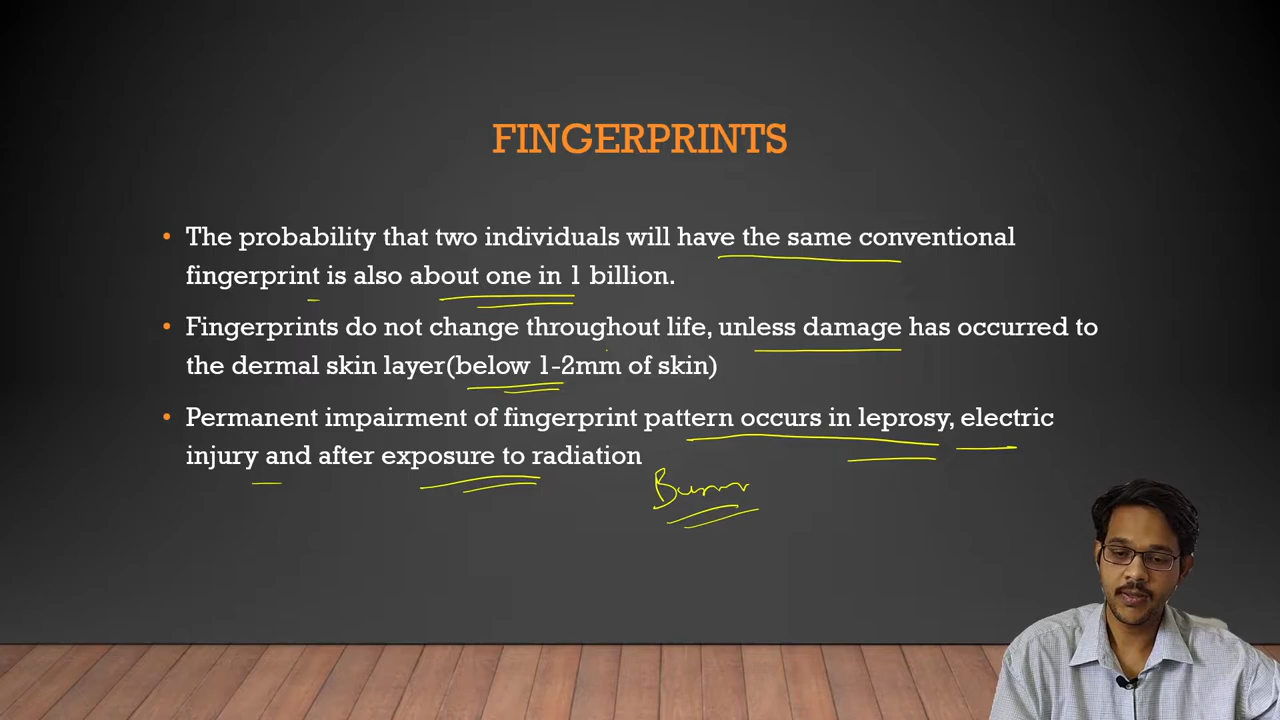 FINGERPRINTS
• The probability that two individuals will have the same conventional
fingerprint is also about one in 1 billion.
• Fingerprints do not change throughout life, unless damage has occurred to
the dermal skin layer(below 1-2mm of skin)
• Permanent impairment of fingerprint pattern occurs in leprosy, electric
injury and after exposure to radiation